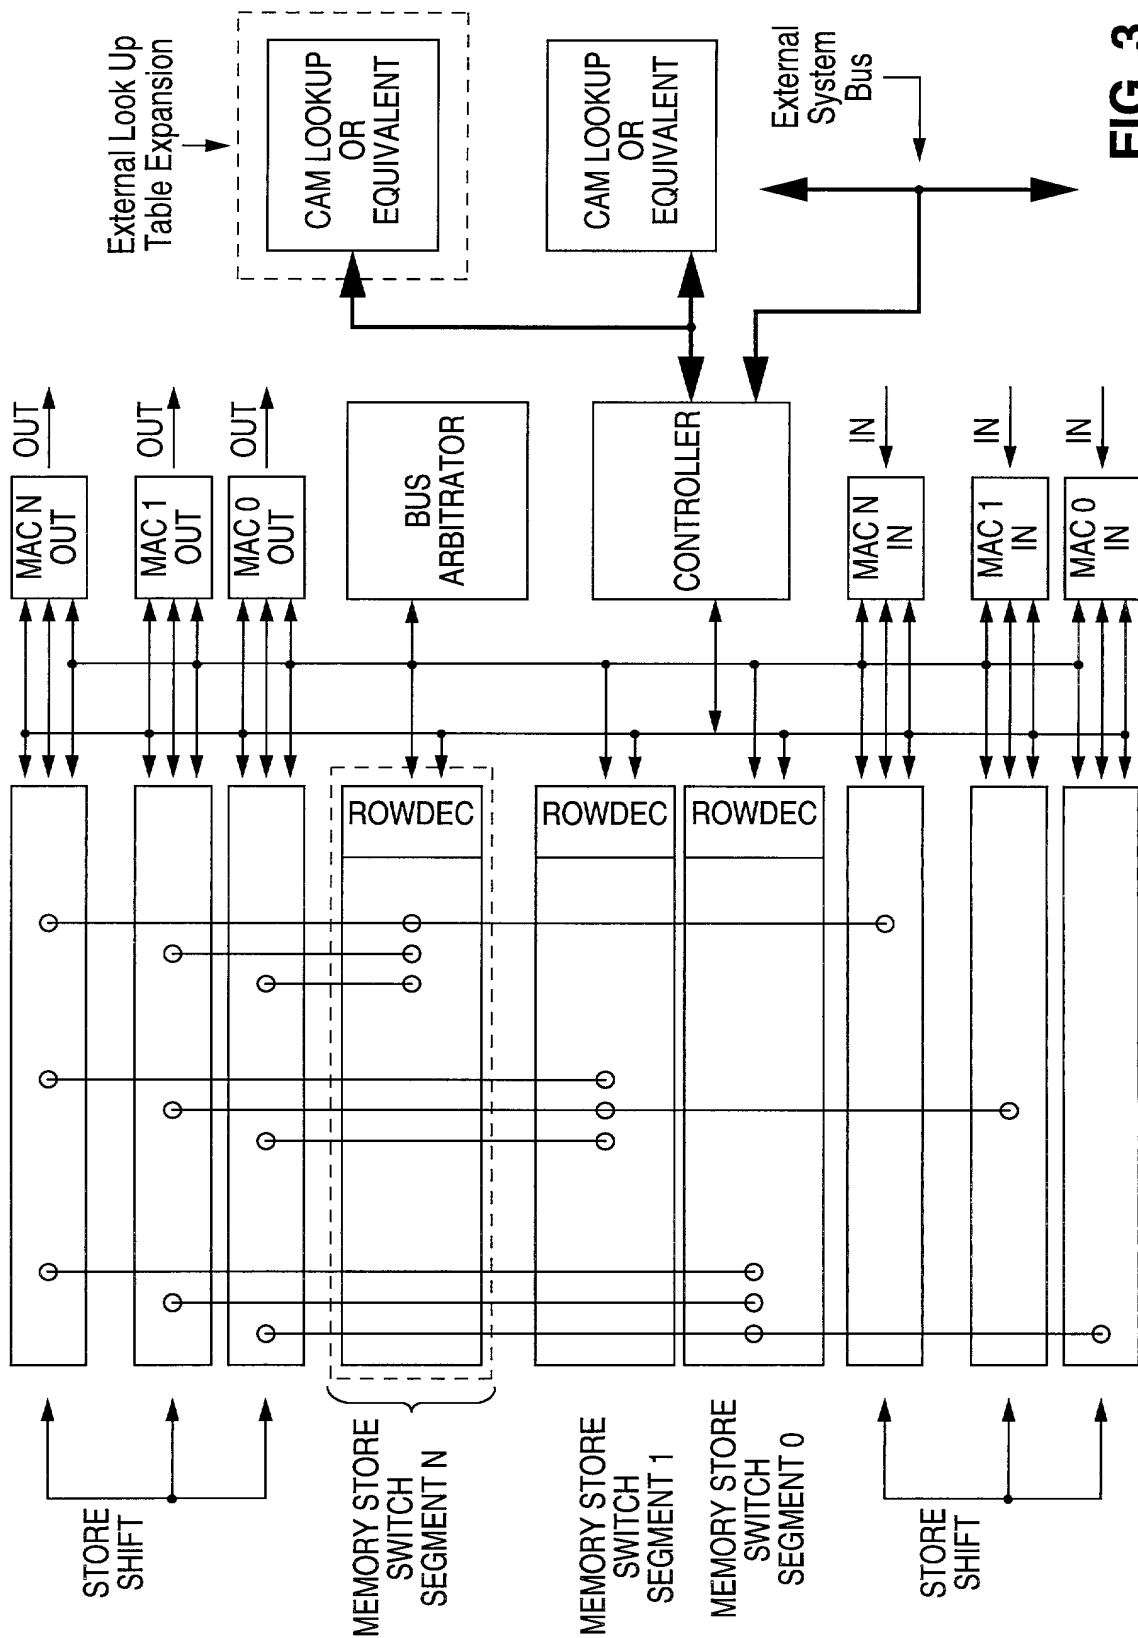 External Look Up
Table Expansion
CAM LOOKUP
OR
EQUIVALENT
CAM LOOKUP
OR
EQUIVALENT
External
System
Bus
FIG. 3
OUT
OUT
OUT
MAC N
OUT
MAC 1
OUT
MAC 0
OUT
BUS
ARBITRATOR
CONTROLLER
IN
IN
IN
MAC N
IN
MAC 1
IN
MAC 0
IN
ROWDEC
ROWDEC
ROWDEC
STORE
SHIFT
MEMORY STORE
SWITCH
SEGMENT N
MEMORY STORE
SWITCH
SEGMENT 1
MEMORY STORE
SWITCH
SEGMENT 0
STORE
SHIFT